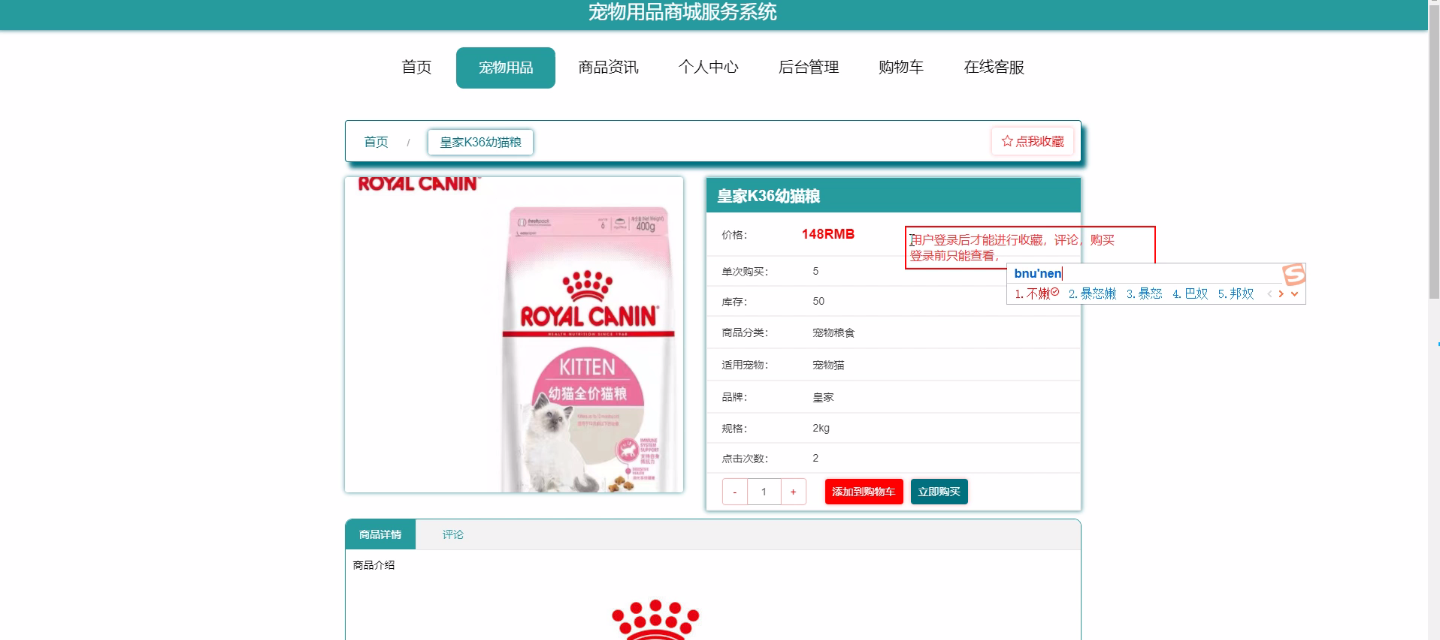 宠物用品商城服务系统
首页 宠物用品 商品资讯 个人中心 后台管理 购物车 在线客服
首页 / 皇家K36幼猫粮 ☆ 点我收藏
ROYAL CANIN
400g
ROYAL CANIN
HEALTH NUTRITION SINCE 1968
KITTEN
幼猫全价猫粮
皇家K36幼猫粮
价格: 148RMB
用户登录后才能进行收藏，评论，购买
登录前只能查看，
bnu'nen
1.不嫩 2.暴怒嫩 3.暴怒 4.巴奴 5.邦奴
单次购买: 5
库存: 50
商品分类: 宠物粮食
适用宠物: 宠物猫
品牌: 皇家
规格: 2kg
点击次数: 2
- 1 + 添加到购物车 立即购买
商品详情 评论
商品介绍